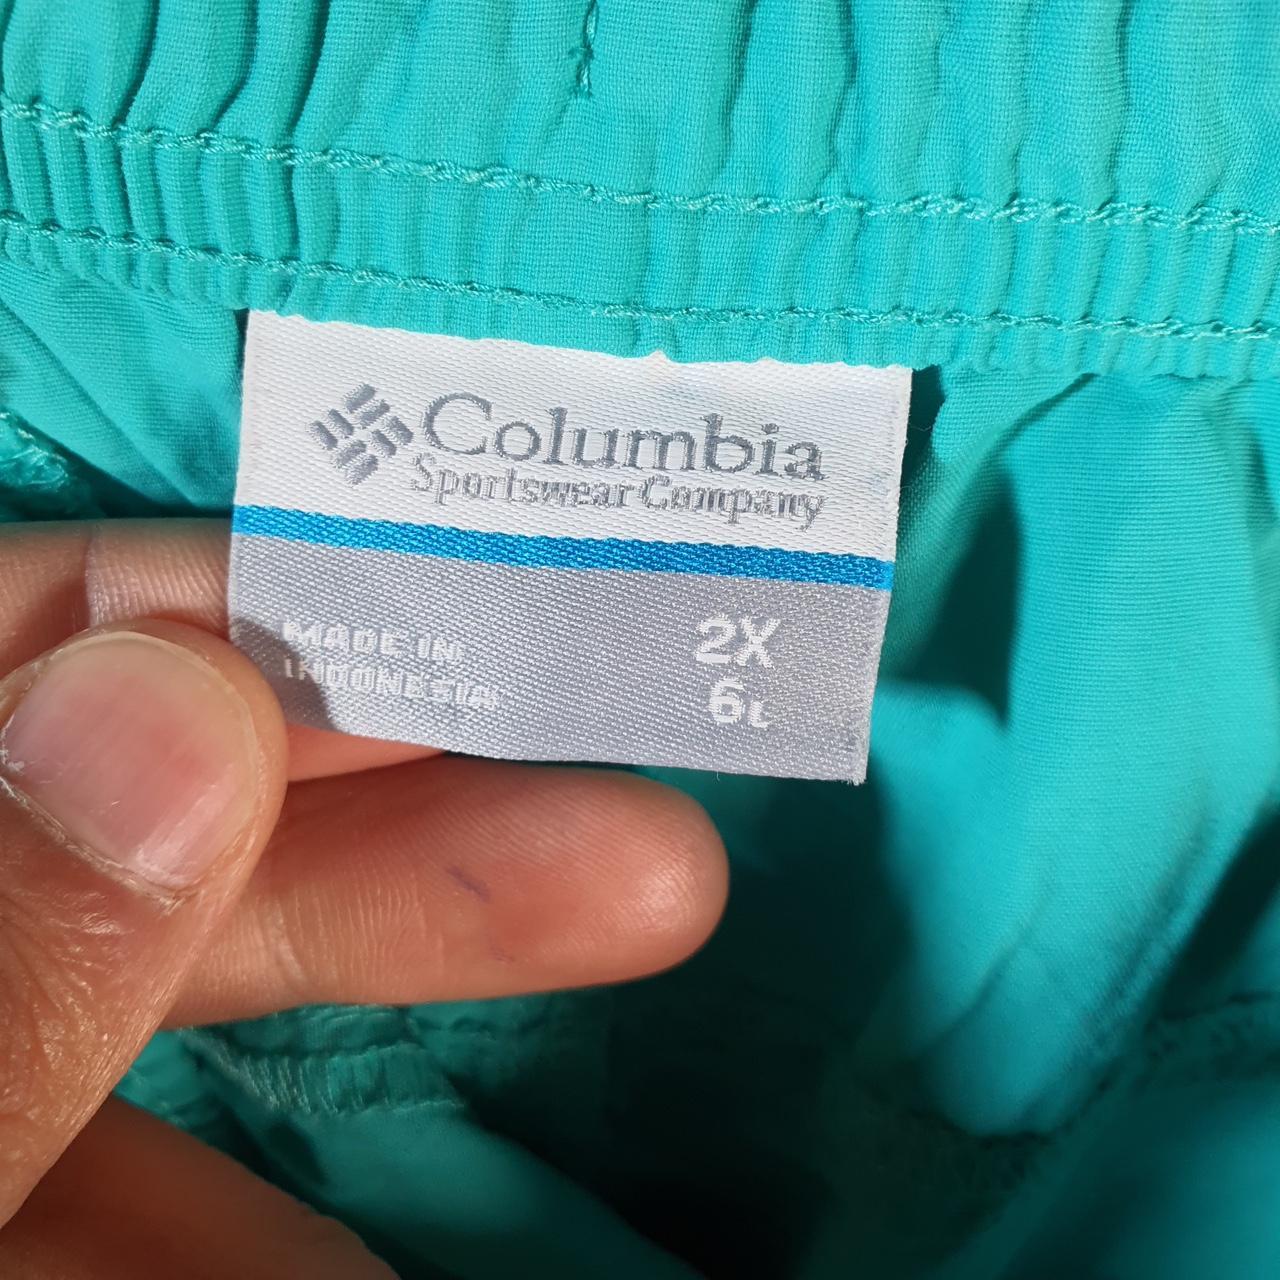 Columbia
Sportswear Company
MADE IN
INDONESIA
2X
6L